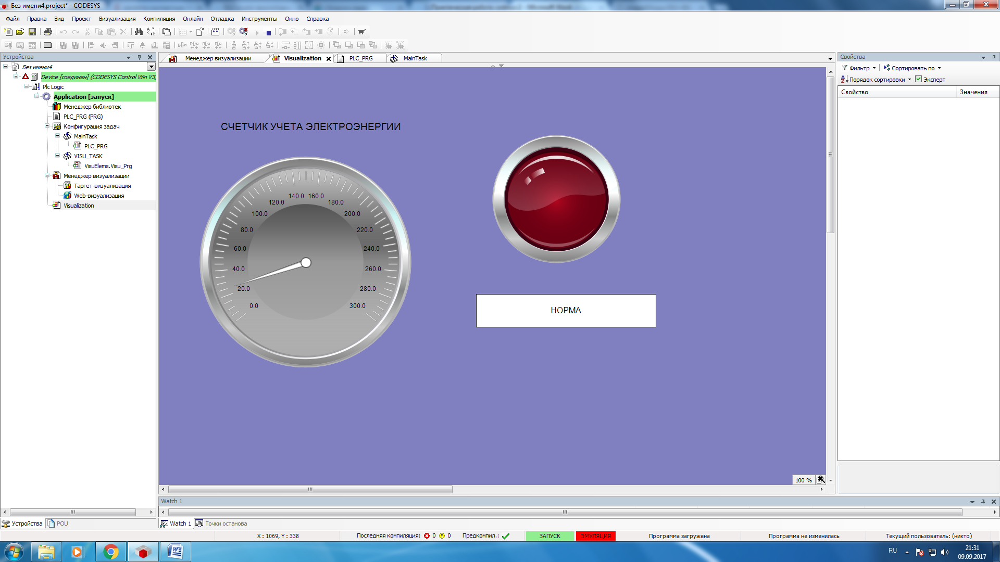 Без имени4.project* - CODESYS
Файл Правка Вид Проект Визуализация Компиляция Онлайн Отладка Инструменты Окно Справка
Устройства
Без имени4
Device [соединен] (CODESYS Control Win V3)
Plc Logic
Application [запуск]
Менеджер библиотек
PLC_PRG (PRG)
Конфигурация задач
MainTask
PLC_PRG
VISU_TASK
VisuElems.Visu_Prg
Менеджер визуализации
Таргет-визуализация
Web-визуализация
Visualization
Устройства POU
Менеджер визуализации Visualization PLC_PRG MainTask
СЧЕТЧИК УЧЕТА ЭЛЕКТРОЭНЕРГИИ
0.0
20.0
40.0
60.0
80.0
100.0
120.0
140.0
160.0
180.0
200.0
220.0
240.0
260.0
280.0
300.0
НОРМА
100 %
Watch 1
Watch 1 Точки останова
Свойства
Фильтр Сортировать по
Порядок сортировки Эксперт
Свойство Значения
X : 1069, Y : 338 Последняя компиляция: 0 0 Предкомпил.: ЗАПУСК ЭМУЛЯЦИЯ Программа загружена Программа не изменилась Текущий пользователь: (никто)
RU
21:31
09.09.2017